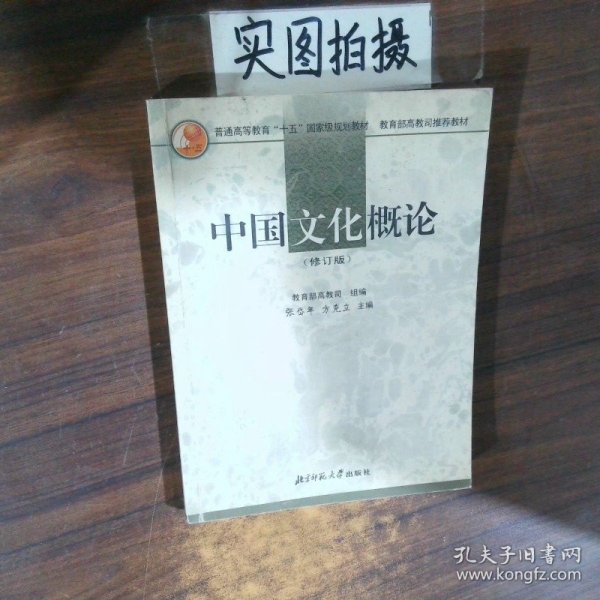 实图拍摄
普通高等教育“十五”国家级规划教材 教育部高教司推荐教材
中国文化概论
（修订版）
教育部高教司 组编
张岱年 方克立 主编
北京师范大学出版社
孔夫子旧书网
www.kongfz.com